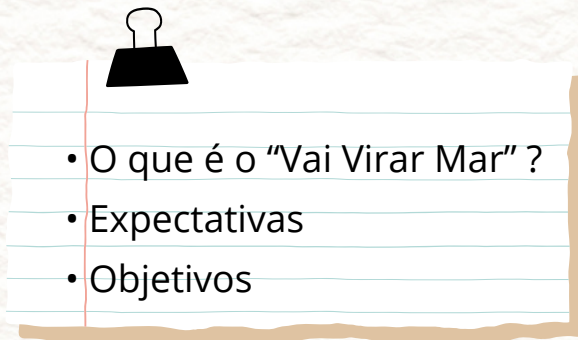 • O que é o “Vai Virar Mar” ?
• Expectativas
• Objetivos